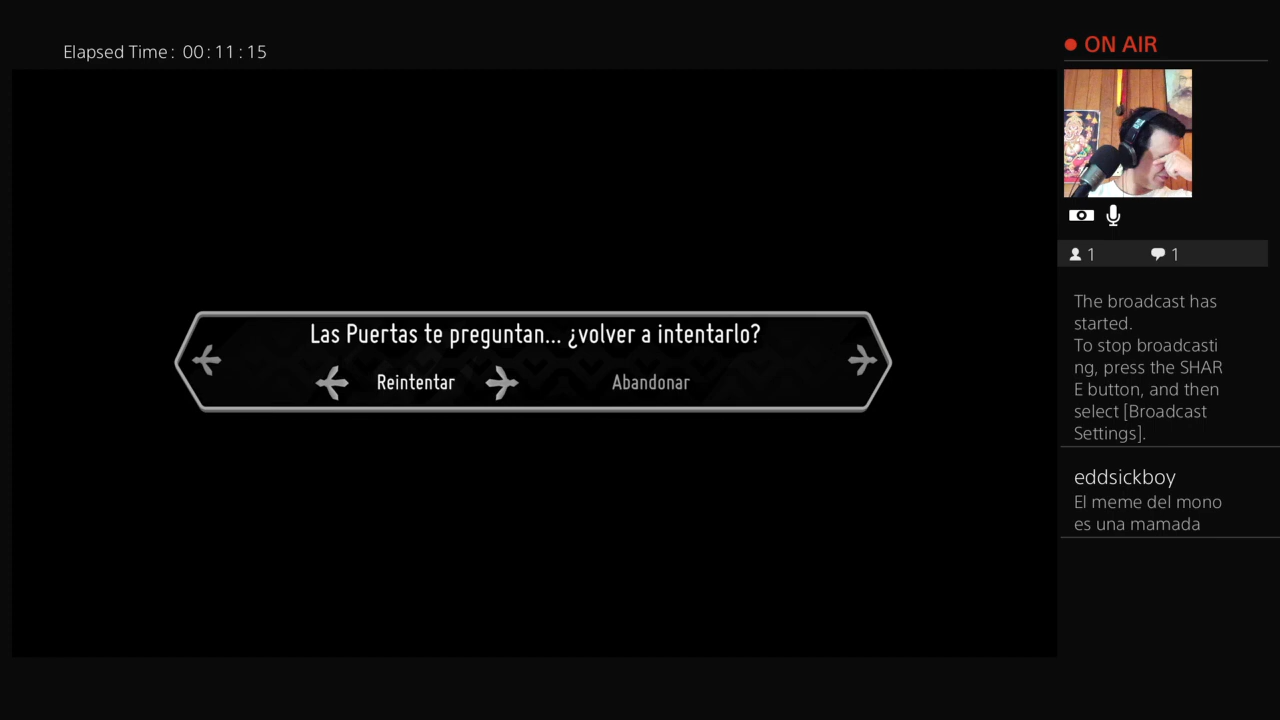 Elapsed Time: 00:11:15
ON AIR
1
1
Las Puertas te preguntan... ¿volver a intentarlo?
Reintentar
Abandonar
The broadcast has
started.
To stop broadcasti
ng, press the SHAR
E button, and then
select [Broadcast
Settings].
eddsickboy
El meme del mono
es una mamada